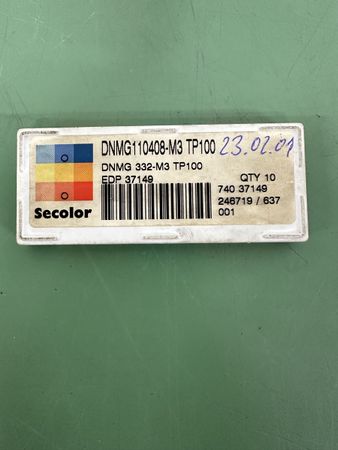 DNMG110408-M3 TP100 23.02.01
DNMG 332-M3 TP100
EDP 37149 QTY 10
740 37149
246719 / 637
001
Secolor